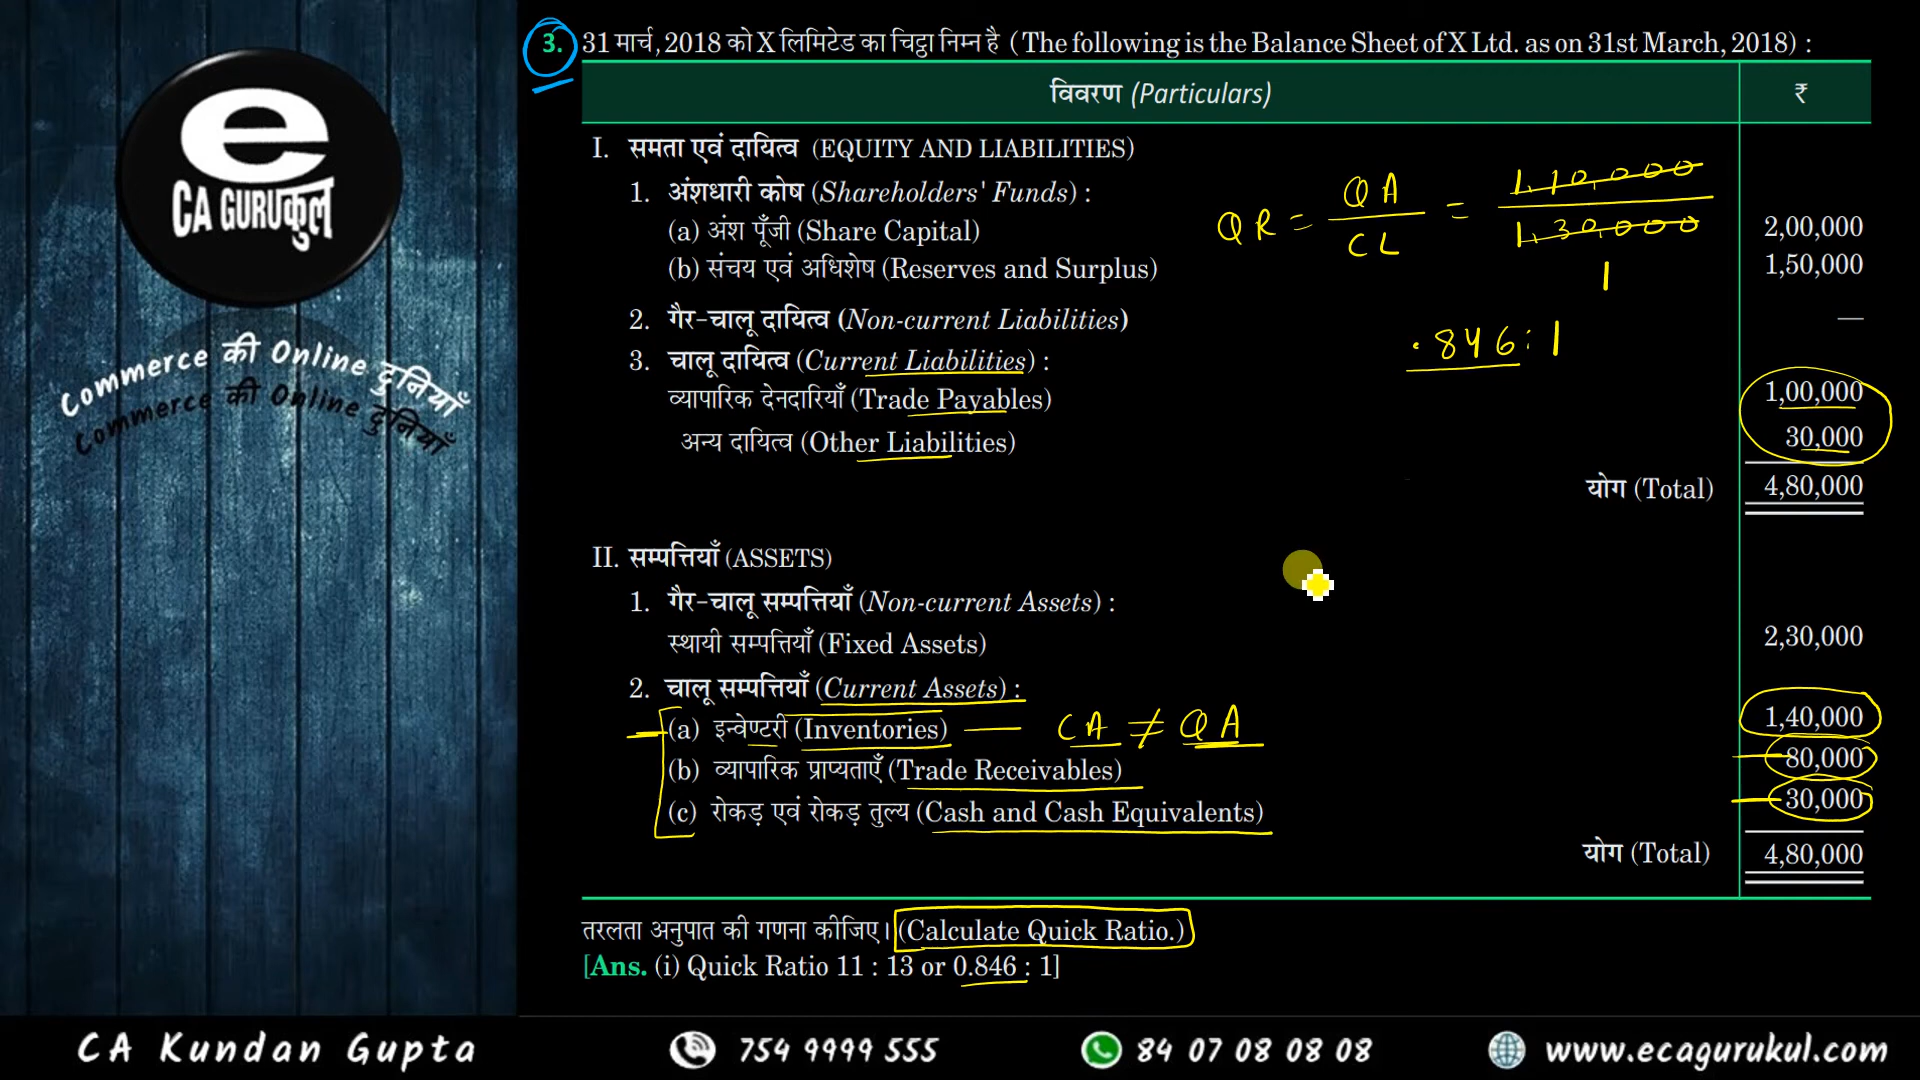 e
CA GURUकुल
Commerce की Online दुनियाँ
Commerce की Online दुनियाँ
3. 31 मार्च, 2018 को X लिमिटेड का चिट्ठा निम्न है (The following is the Balance Sheet of X Ltd. as on 31st March, 2018) :
विवरण (Particulars) ₹
I. समता एवं दायित्व (EQUITY AND LIABILITIES)
1. अंशधारी कोष (Shareholders' Funds) :
(a) अंश पूँजी (Share Capital) 2,00,000
(b) संचय एवं अधिशेष (Reserves and Surplus) 1,50,000
QR = QA / CL = 1,10,000 / 1,30,000
1
.846 : 1
2. गैर-चालू दायित्व (Non-current Liabilities) —
3. चालू दायित्व (Current Liabilities) :
व्यापारिक देनदारियाँ (Trade Payables) 1,00,000
अन्य दायित्व (Other Liabilities) 30,000
योग (Total) 4,80,000
II. सम्पत्तियाँ (ASSETS)
1. गैर-चालू सम्पत्तियाँ (Non-current Assets) :
स्थायी सम्पत्तियाँ (Fixed Assets) 2,30,000
2. चालू सम्पत्तियाँ (Current Assets) :
(a) इन्वेण्टरी (Inventories) — CA ≠ QA 1,40,000
(b) व्यापारिक प्राप्यताएँ (Trade Receivables) 80,000
(c) रोकड़ एवं रोकड़ तुल्य (Cash and Cash Equivalents) 30,000
योग (Total) 4,80,000
तरलता अनुपात की गणना कीजिए। (Calculate Quick Ratio.)
[Ans. (i) Quick Ratio 11 : 13 or 0.846 : 1]
CA Kundan Gupta 754 9999 555 84 07 08 08 08 www.ecagurukul.com